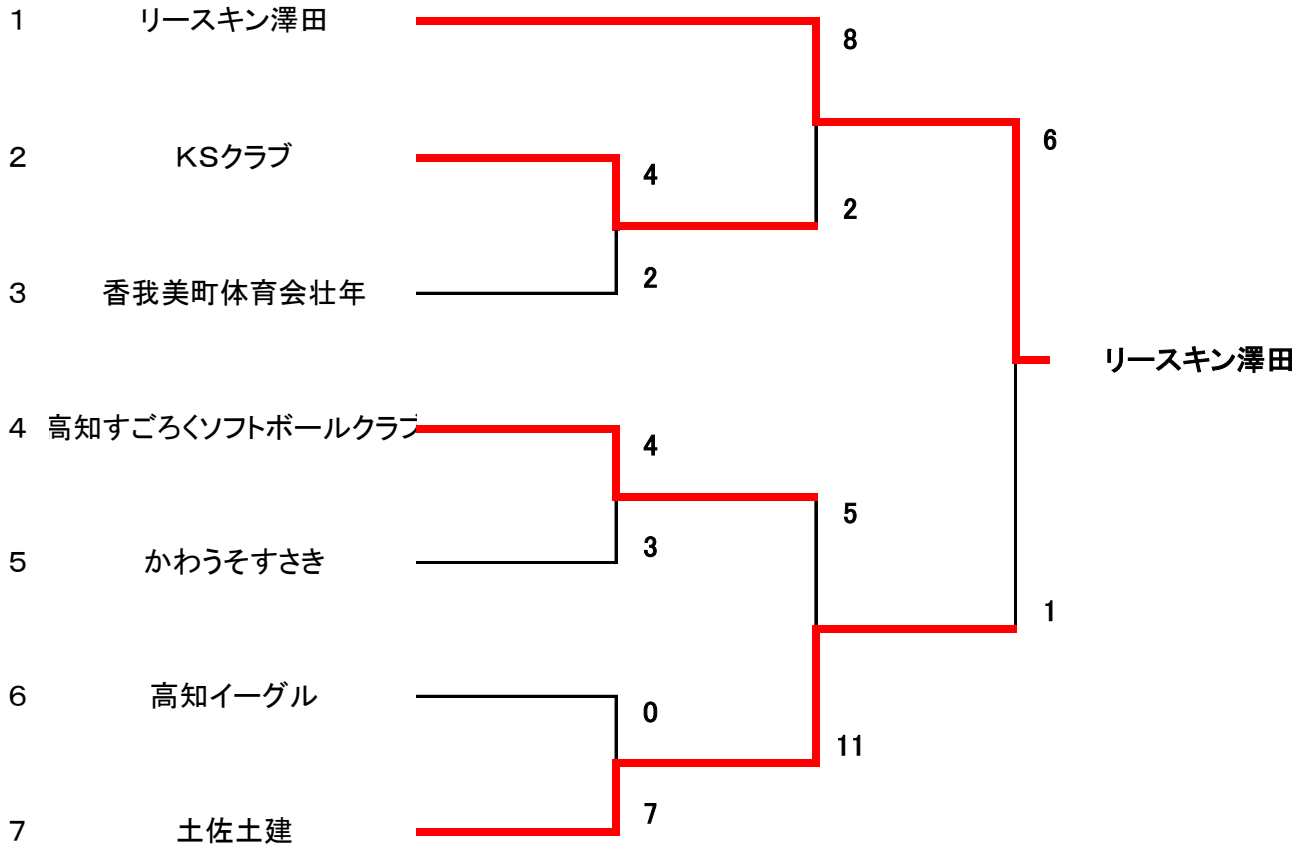 1 リースキン澤田
8
6
2 KSクラブ
4
2
3 香我美町体育会壮年
2
リースキン澤田
4 高知すごろくソフトボールクラブ
4
5
5 かわうそすさき
3
1
6 高知イーグル
0
11
7 土佐土建
7